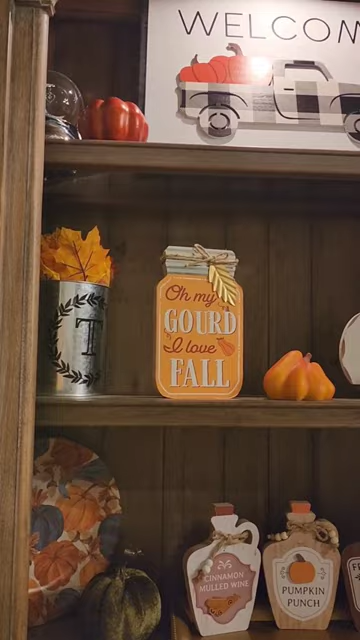 WELCOM
T
Oh my
GOURD
I love
FALL
CINNAMON
MULLED WINE
PUMPKIN
PUNCH